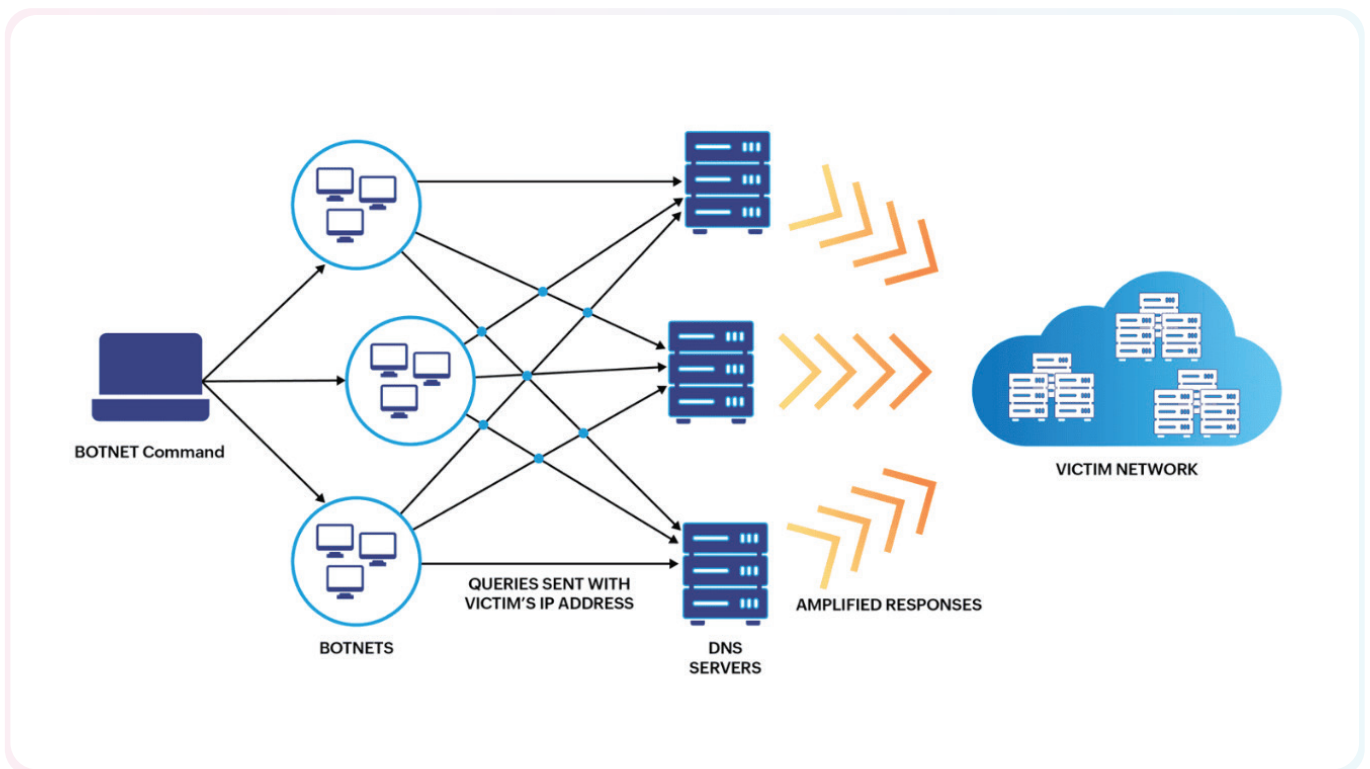 BOTNET Command
BOTNETS
QUERIES SENT WITH
VICTIM'S IP ADDRESS
DNS
SERVERS
AMPLIFIED RESPONSES
VICTIM NETWORK